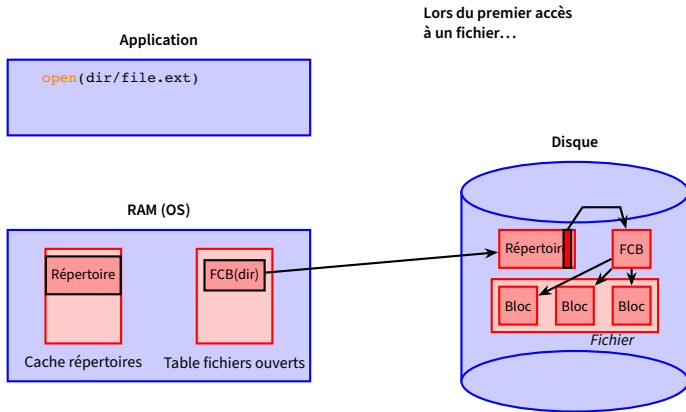 Lors du premier accès
à un fichier…
Application
open(dir/file.ext)
Disque
RAM (OS)
Répertoire
FCB(dir)
Répertoir
FCB
Bloc
Bloc
Bloc
Fichier
Cache répertoires
Table fichiers ouverts